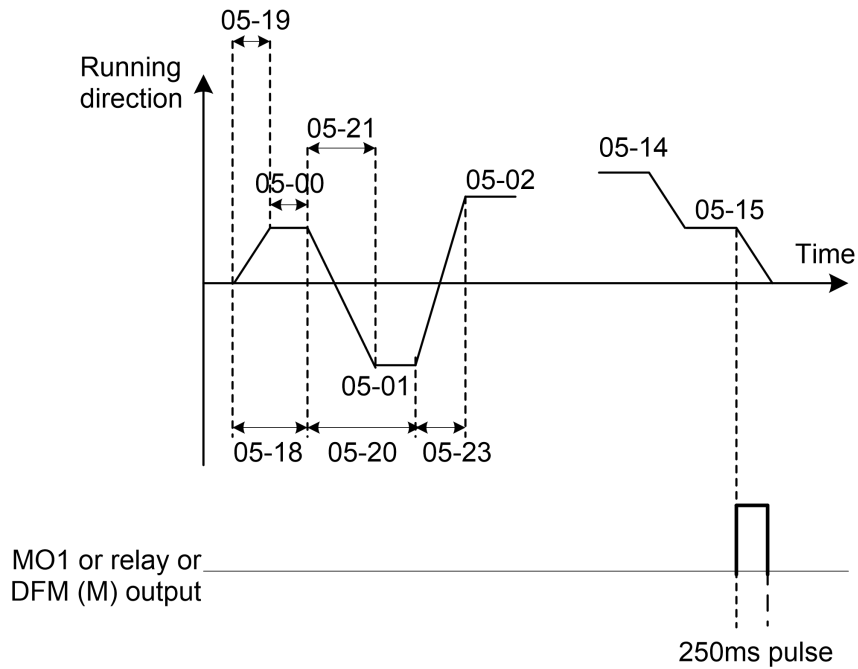 05-19
Running
direction
05-21
05-00
05-02
05-14
05-15
Time
05-01
05-18
05-20
05-23
MO1 or relay or
DFM (M) output
250ms pulse